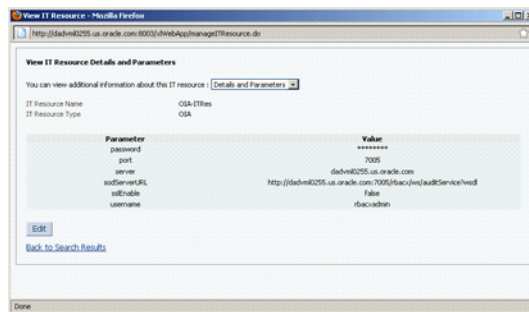 View IT Resource - Mozilla Firefox
http://dadvml0255.us.oracle.com:8003/xlWebApp/manageITResource.do
View IT Resource Details and Parameters
You can view additional information about this IT resource : Details and Parameters
IT Resource Name OIA-ITRes
IT Resource Type OIA
Parameter Value
password ********
port 7005
server dadvml0255.us.oracle.com
sodServerURL http://dadvml0255.us.oracle.com:7005/rbacx/ws/auditService?wsdl
sslEnable false
username rbacxadmin
Edit
Back to Search Results
Done